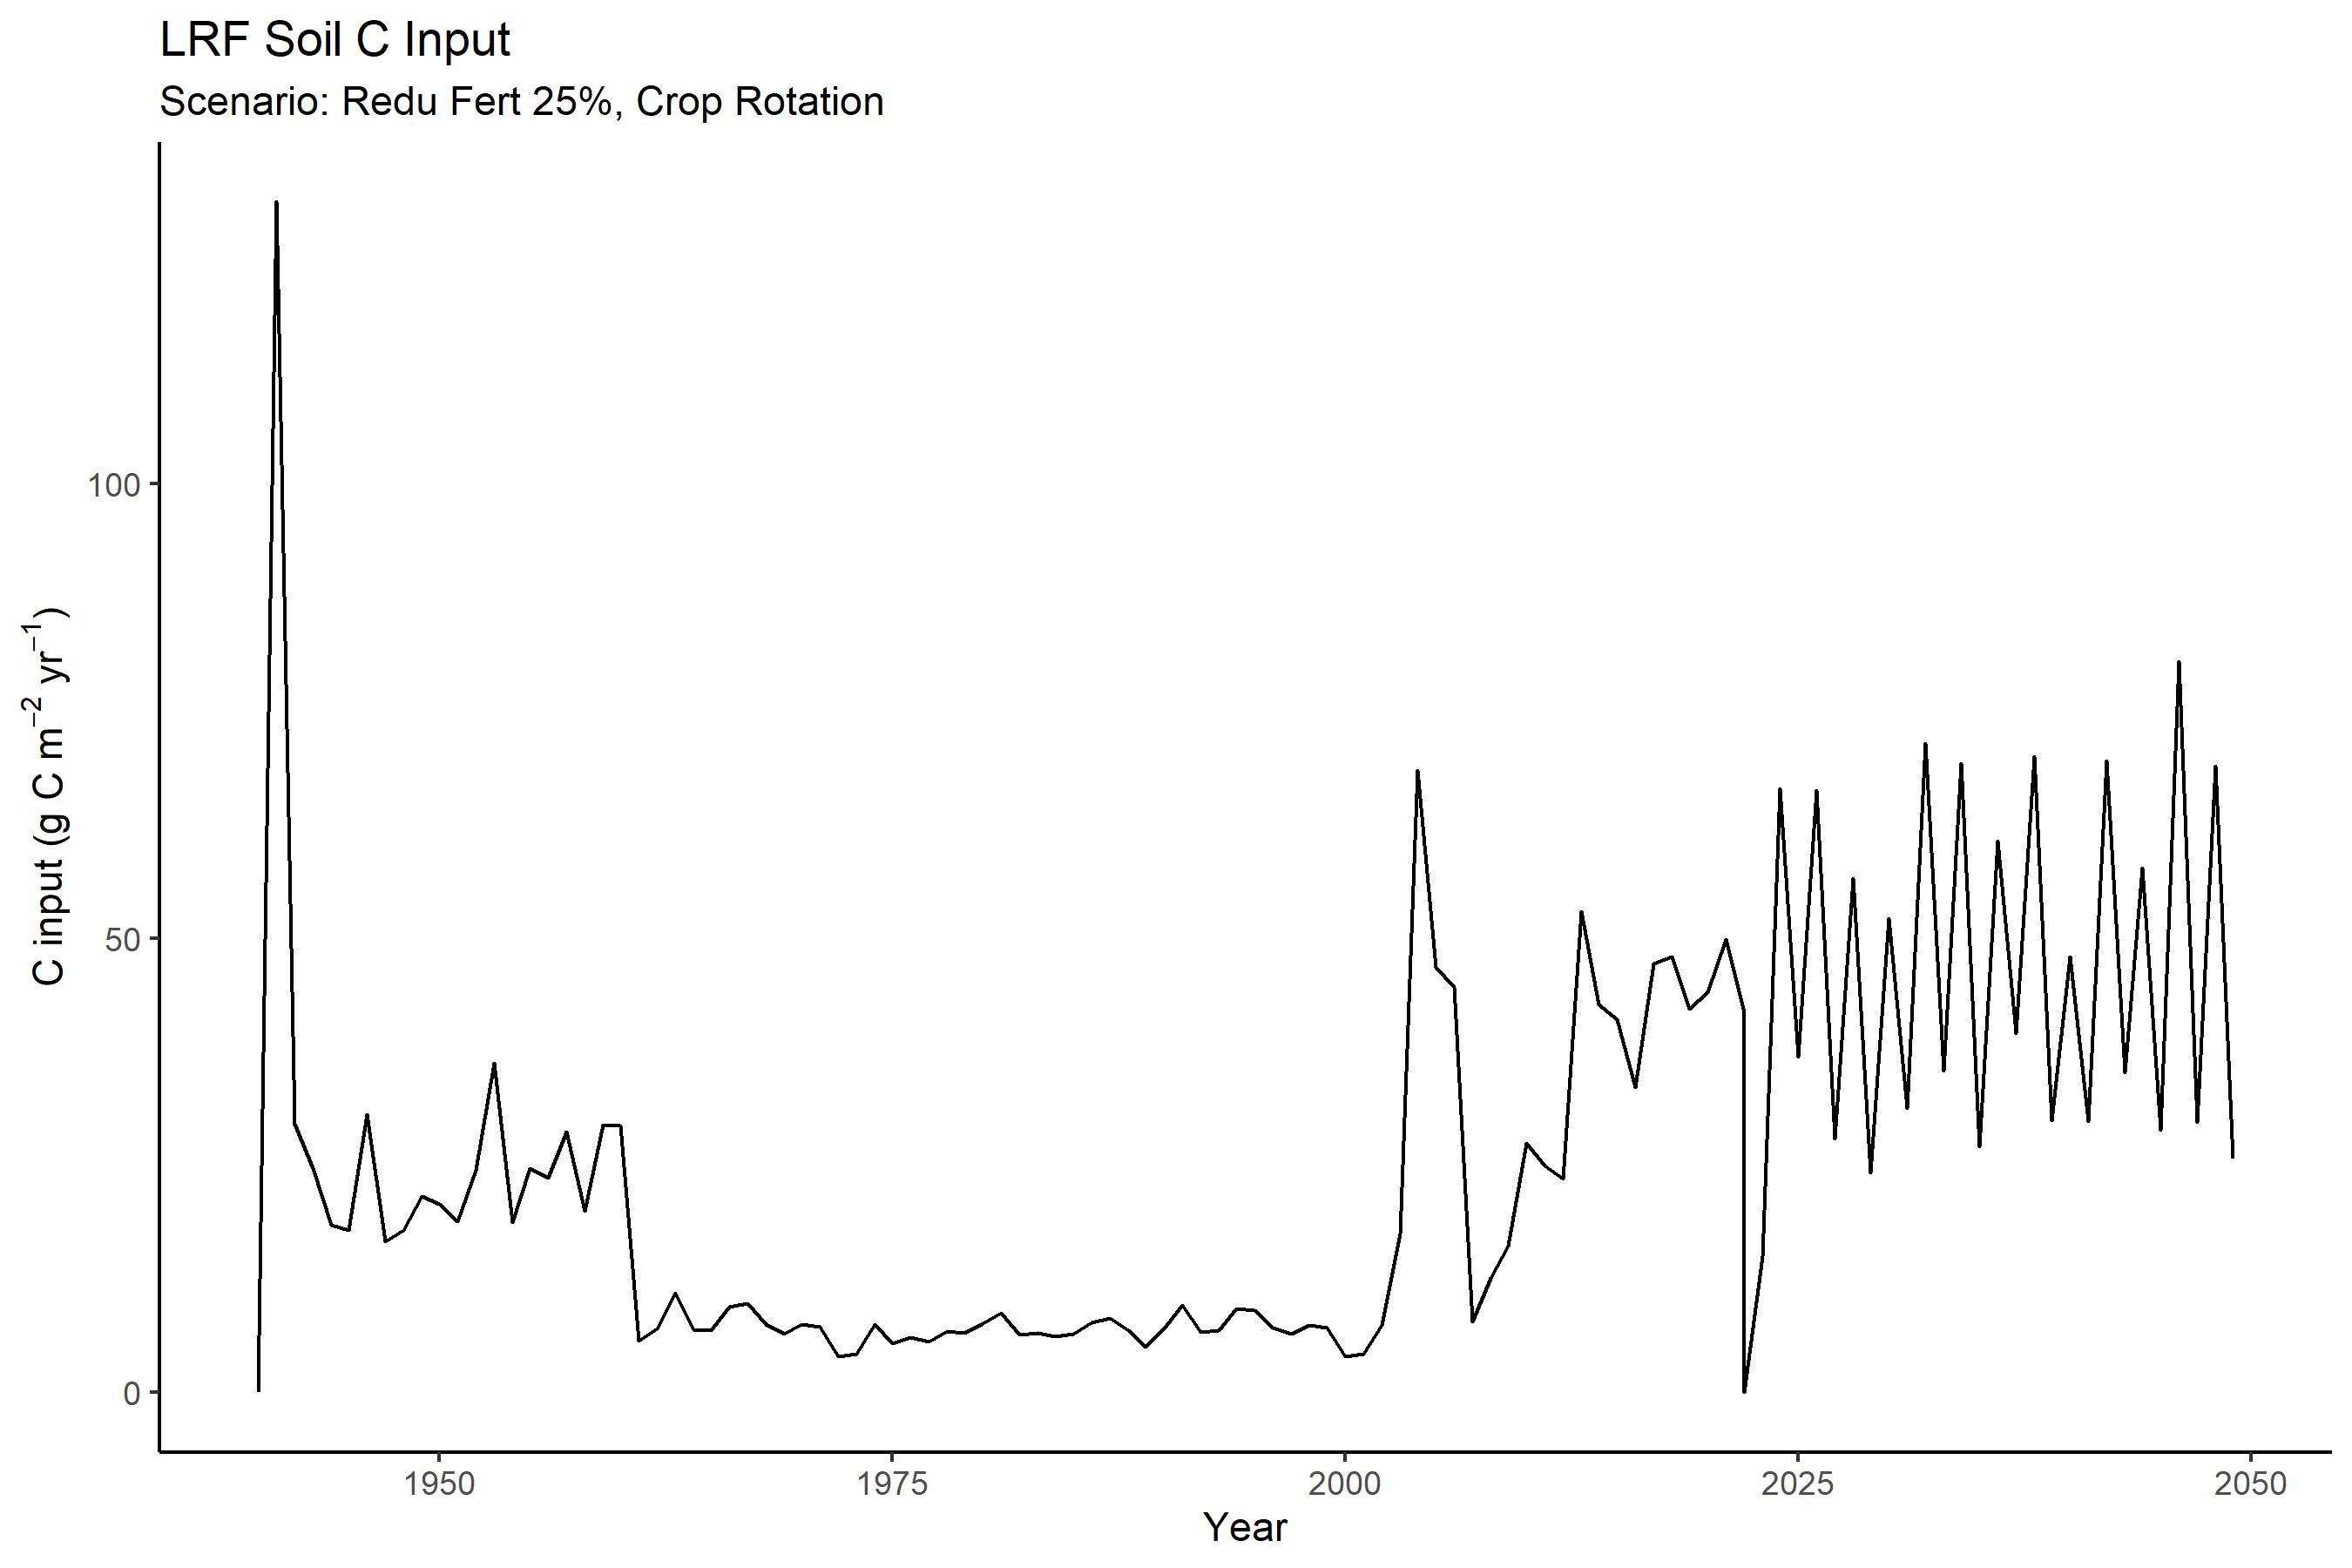 LRF Soil C Input
Scenario: Redu Fert 25%, Crop Rotation
C input (g C m⁻² yr⁻¹)
100
50
0
1950 1975 2000 2025 2050
Year